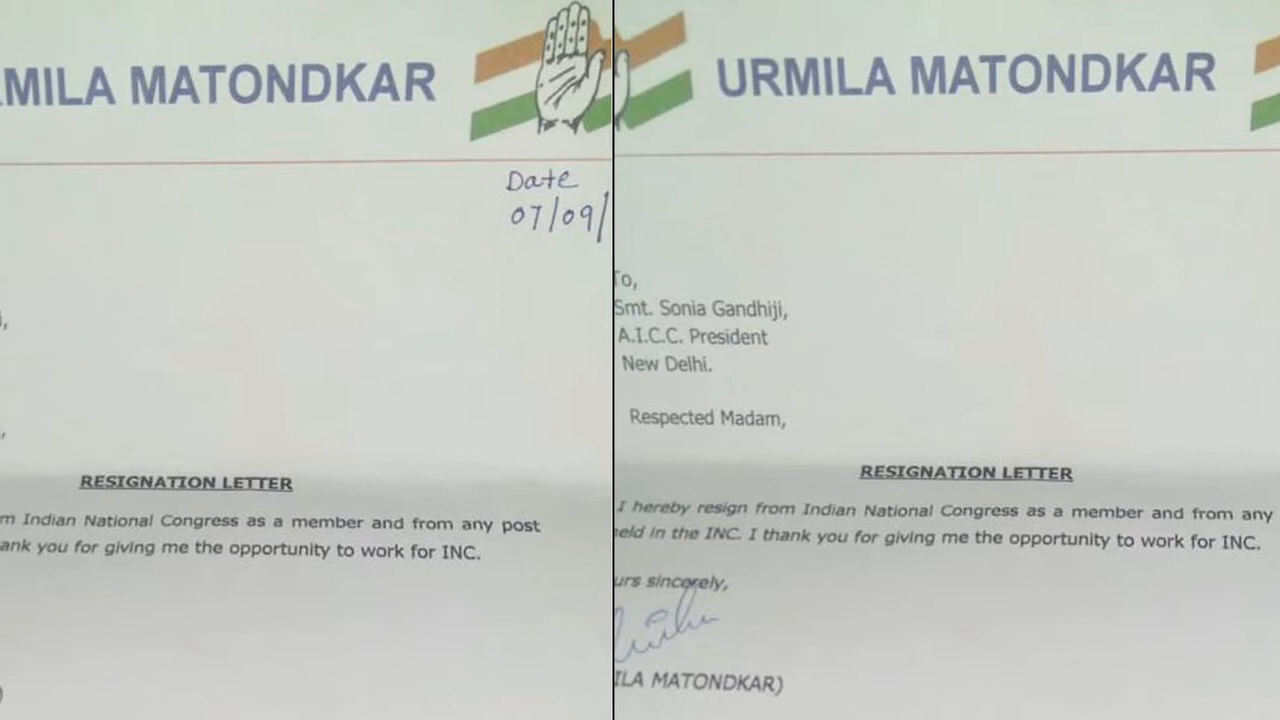 MILA MATONDKAR
Date
07/09/
RESIGNATION LETTER
m Indian National Congress as a member and from any post
ank you for giving me the opportunity to work for INC.
)
URMILA MATONDKAR
To,
Smt. Sonia Gandhiji,
A.I.C.C. President
New Delhi.
Respected Madam,
RESIGNATION LETTER
I hereby resign from Indian National Congress as a member and from any
held in the INC. I thank you for giving me the opportunity to work for INC.
urs sincerely,
ILA MATONDKAR)